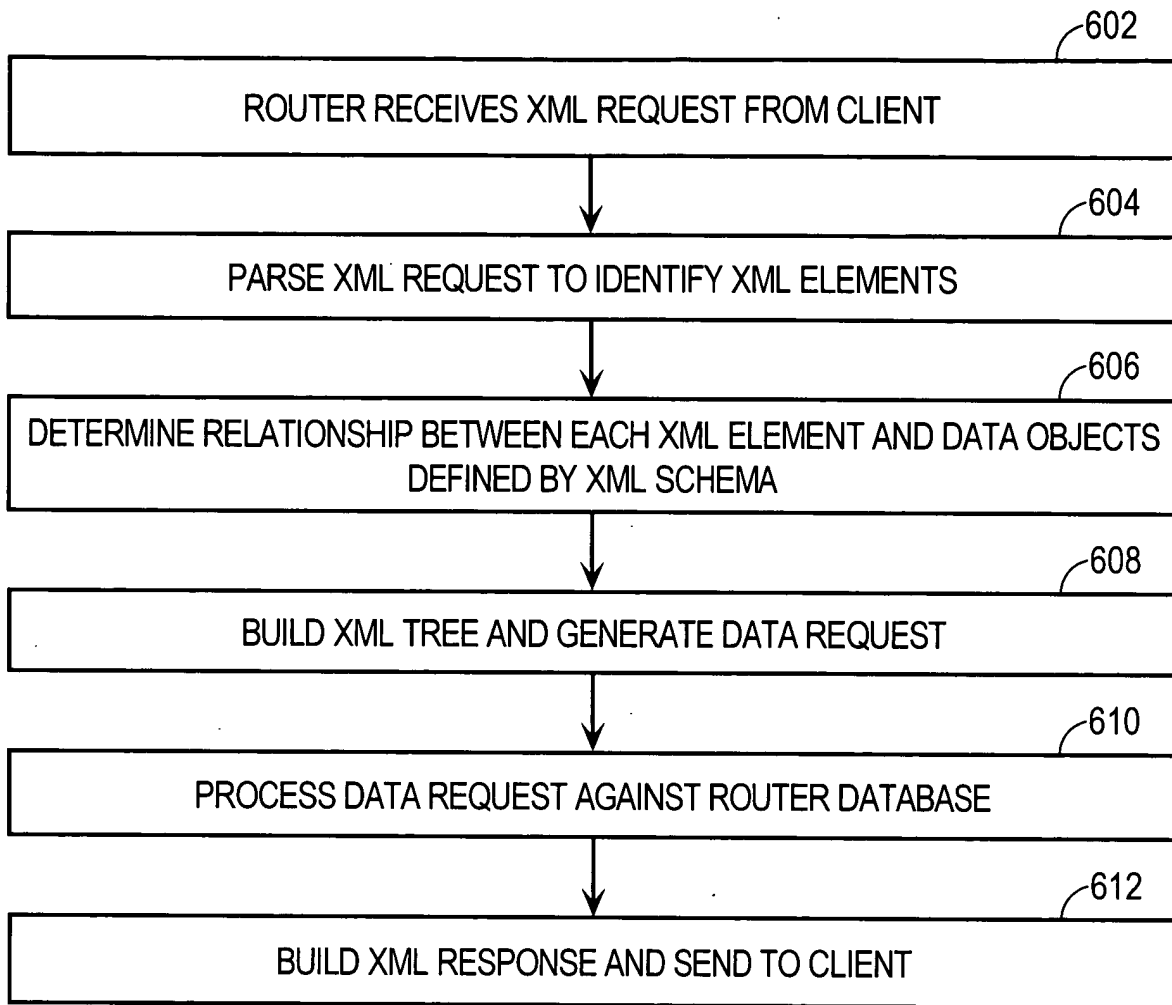 602
ROUTER RECEIVES XML REQUEST FROM CLIENT
604
PARSE XML REQUEST TO IDENTIFY XML ELEMENTS
606
DETERMINE RELATIONSHIP BETWEEN EACH XML ELEMENT AND DATA OBJECTS
DEFINED BY XML SCHEMA
608
BUILD XML TREE AND GENERATE DATA REQUEST
610
PROCESS DATA REQUEST AGAINST ROUTER DATABASE
612
BUILD XML RESPONSE AND SEND TO CLIENT